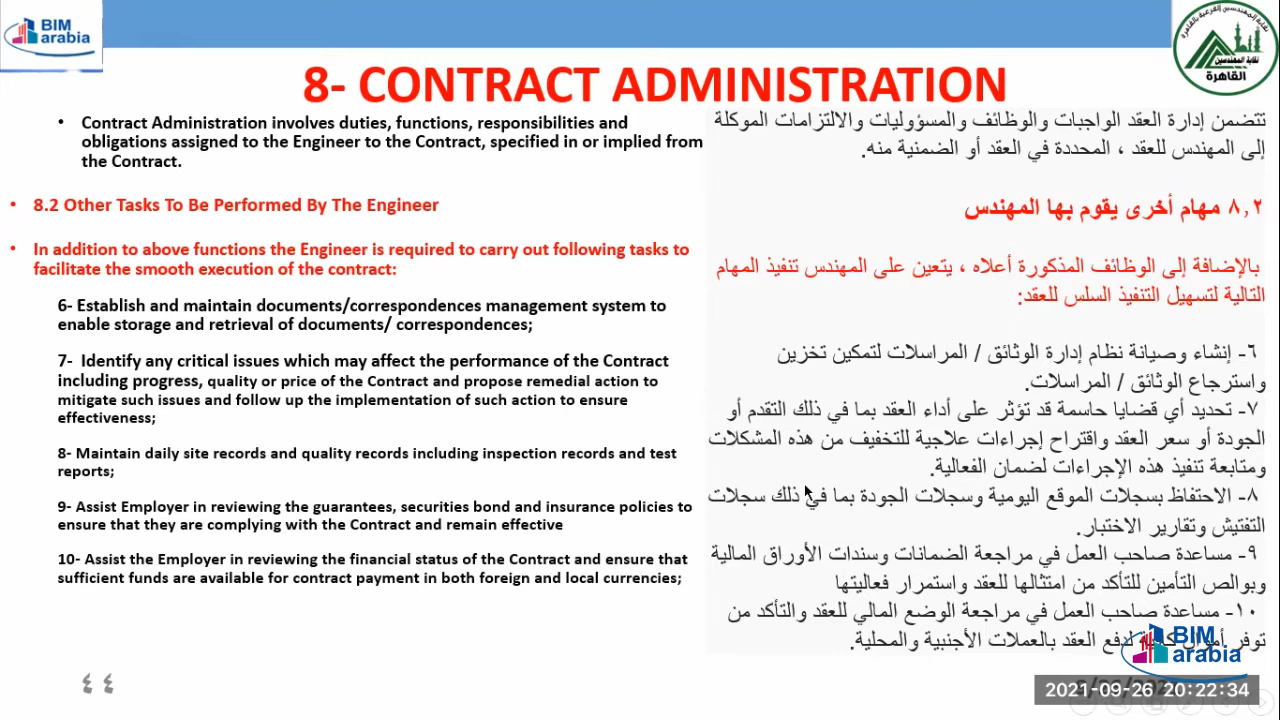 BIM
arabia
نقابة المهندسين الفرعية بالقاهرة
نقابة المهندسين
القاهرة
8- CONTRACT ADMINISTRATION
• Contract Administration involves duties, functions, responsibilities and
obligations assigned to the Engineer to the Contract, specified in or implied from
the Contract.
• 8.2 Other Tasks To Be Performed By The Engineer
• In addition to above functions the Engineer is required to carry out following tasks to
facilitate the smooth execution of the contract:
6- Establish and maintain documents/correspondences management system to
enable storage and retrieval of documents/ correspondences;
7- Identify any critical issues which may affect the performance of the Contract
including progress, quality or price of the Contract and propose remedial action to
mitigate such issues and follow up the implementation of such action to ensure
effectiveness;
8- Maintain daily site records and quality records including inspection records and test
reports;
9- Assist Employer in reviewing the guarantees, securities bond and insurance policies to
ensure that they are complying with the Contract and remain effective
10- Assist the Employer in reviewing the financial status of the Contract and ensure that
sufficient funds are available for contract payment in both foreign and local currencies;
تتضمن إدارة العقد الواجبات والوظائف والمسؤوليات والالتزامات الموكلة
إلى المهندس للعقد ، المحددة في العقد أو الضمنية منه.
٨,٢ مهام أخرى يقوم بها المهندس
بالإضافة إلى الوظائف المذكورة أعلاه ، يتعين على المهندس تنفيذ المهام
التالية لتسهيل التنفيذ السلس للعقد:
٦- إنشاء وصيانة نظام إدارة الوثائق / المراسلات لتمكين تخزين
واسترجاع الوثائق / المراسلات.
٧- تحديد أي قضايا حاسمة قد تؤثر على أداء العقد بما في ذلك التقدم أو
الجودة أو سعر العقد واقتراح إجراءات علاجية للتخفيف من هذه المشكلات
ومتابعة تنفيذ هذه الإجراءات لضمان الفعالية.
٨- الاحتفاظ بسجلات الموقع اليومية وسجلات الجودة بما في ذلك سجلات
التفتيش وتقارير الاختبار.
٩- مساعدة صاحب العمل في مراجعة الضمانات وسندات الأوراق المالية
وبوالص التأمين للتأكد من امتثالها للعقد واستمرار فعاليتها
١٠- مساعدة صاحب العمل في مراجعة الوضع المالي للعقد والتأكد من
توفر أموال لدفع العقد بالعملات الأجنبية والمحلية.
BIM
arabia
٤٤
2021-09-26 20:22:34